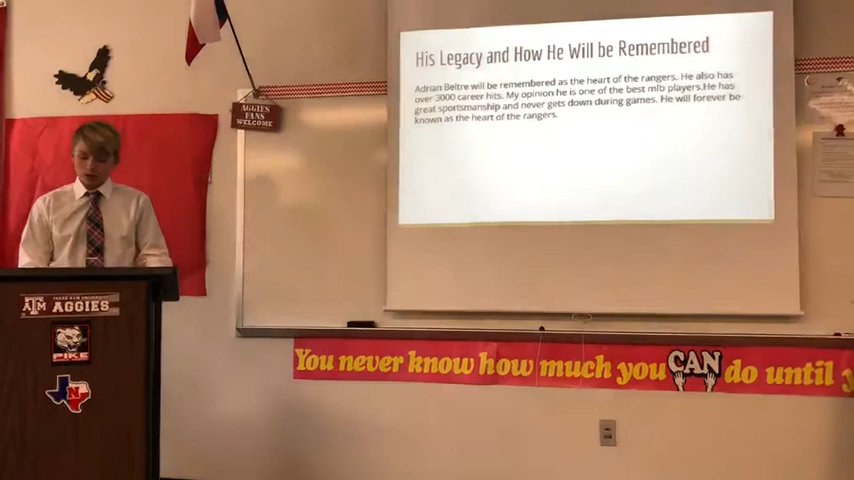 His Legacy and How He Will be Remembered
Adrian Beltre will be remembered as the heart of the rangers. He also has
over 3000 career hits. My opinion he is one of the best mlb players.He has
great sportsmanship and never gets down during games. He will forever be
known as the heart of the rangers.
AGGIES
FANS
WELCOME
ATM
TEXAS A&M UNIVERSITY
AGGIES
PIKE
N
You never know how much you CAN do until